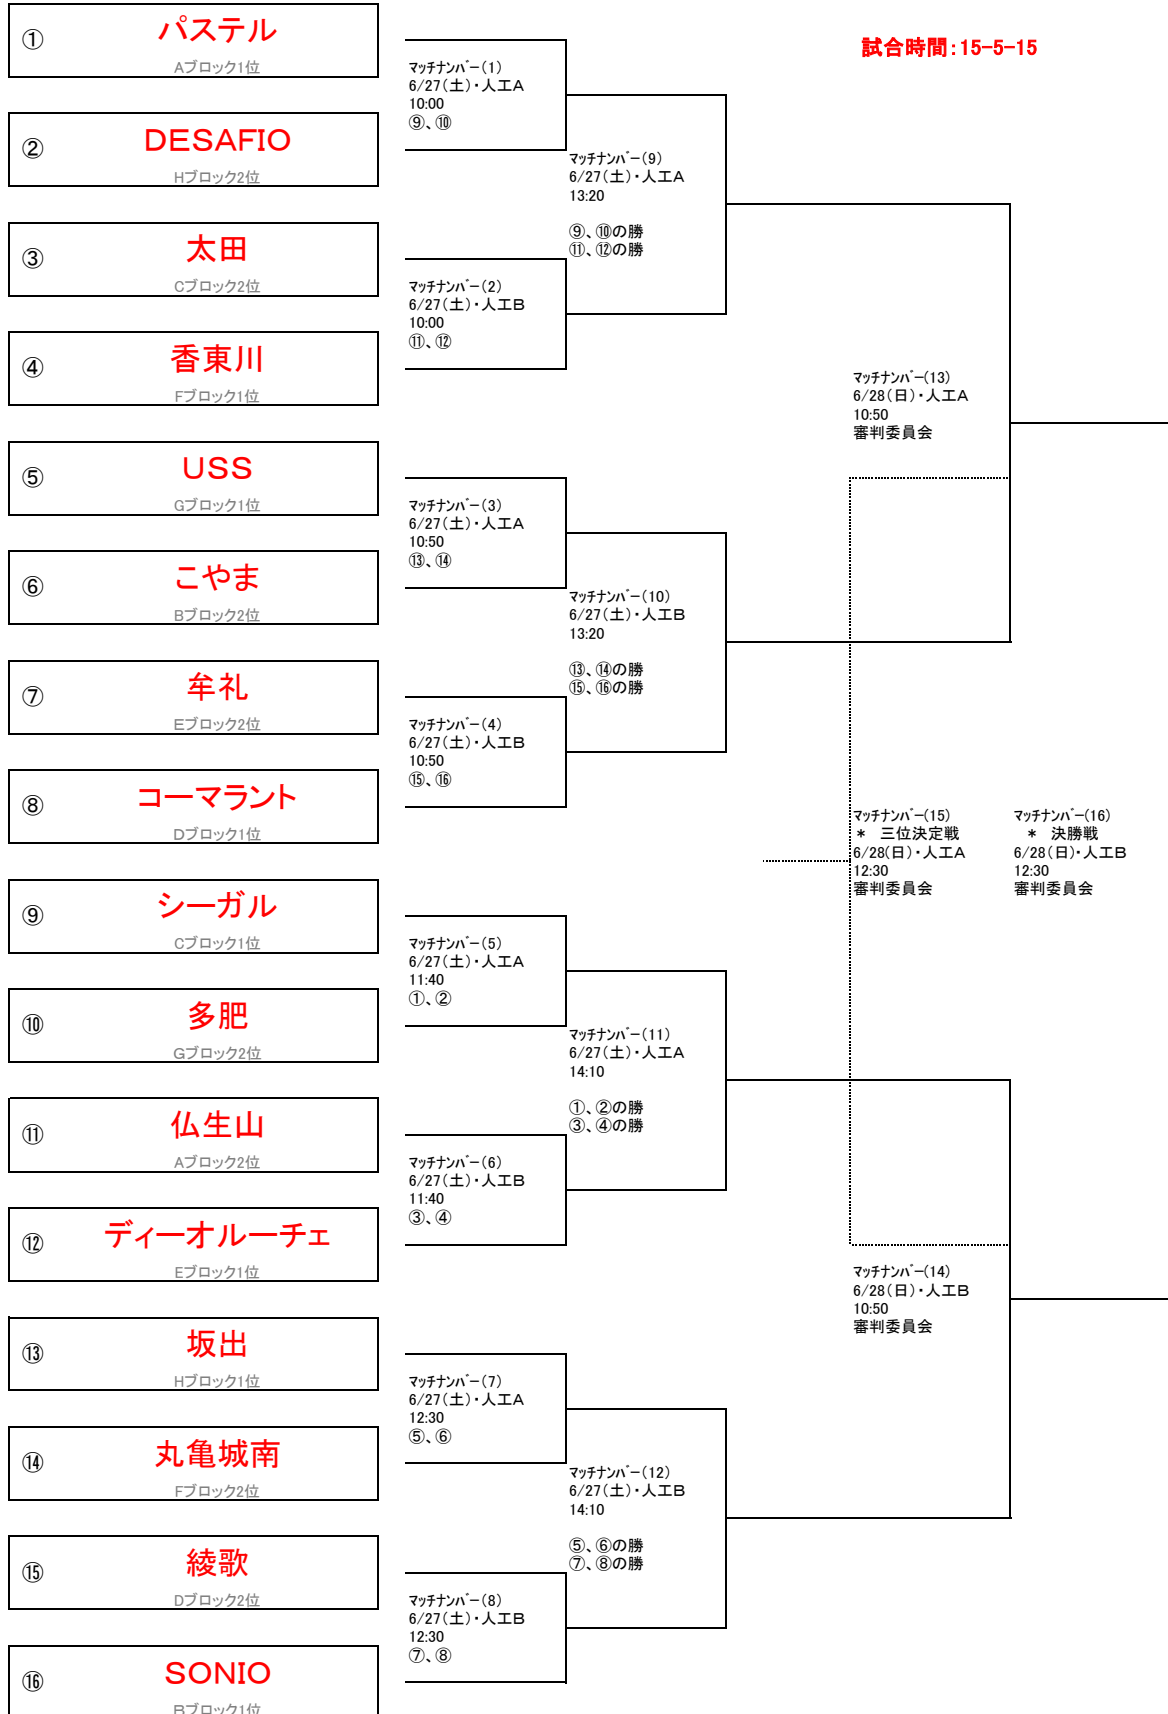 ① パステル
Aブロック1位
② DESAFIO
Hブロック2位
③ 太田
Cブロック2位
④ 香東川
Fブロック1位
⑤ USS
Gブロック1位
⑥ こやま
Bブロック2位
⑦ 牟礼
Eブロック2位
⑧ コーマラント
Dブロック1位
⑨ シーガル
Cブロック1位
⑩ 多肥
Gブロック2位
⑪ 仏生山
Aブロック2位
⑫ ディーオルーチェ
Eブロック1位
⑬ 坂出
Hブロック1位
⑭ 丸亀城南
Fブロック2位
⑮ 綾歌
Dブロック2位
⑯ SONIO
Bブロック1位
ﾏｯﾁﾅﾝﾊﾞｰ(1)
6/27(土)・人工A
10:00
⑨、⑩
ﾏｯﾁﾅﾝﾊﾞｰ(2)
6/27(土)・人工B
10:00
⑪、⑫
ﾏｯﾁﾅﾝﾊﾞｰ(3)
6/27(土)・人工A
10:50
⑬、⑭
ﾏｯﾁﾅﾝﾊﾞｰ(4)
6/27(土)・人工B
10:50
⑮、⑯
ﾏｯﾁﾅﾝﾊﾞｰ(5)
6/27(土)・人工A
11:40
①、②
ﾏｯﾁﾅﾝﾊﾞｰ(6)
6/27(土)・人工B
11:40
③、④
ﾏｯﾁﾅﾝﾊﾞｰ(7)
6/27(土)・人工A
12:30
⑤、⑥
ﾏｯﾁﾅﾝﾊﾞｰ(8)
6/27(土)・人工B
12:30
⑦、⑧
ﾏｯﾁﾅﾝﾊﾞｰ(9)
6/27(土)・人工A
13:20
⑨、⑩の勝
⑪、⑫の勝
ﾏｯﾁﾅﾝﾊﾞｰ(10)
6/27(土)・人工B
13:20
⑬、⑭の勝
⑮、⑯の勝
ﾏｯﾁﾅﾝﾊﾞｰ(11)
6/27(土)・人工A
14:10
①、②の勝
③、④の勝
ﾏｯﾁﾅﾝﾊﾞｰ(12)
6/27(土)・人工B
14:10
⑤、⑥の勝
⑦、⑧の勝
試合時間：15-5-15
ﾏｯﾁﾅﾝﾊﾞｰ(13)
6/28(日)・人工A
10:50
審判委員会
ﾏｯﾁﾅﾝﾊﾞｰ(15)
* 三位決定戦
6/28(日)・人工A
12:30
審判委員会
ﾏｯﾁﾅﾝﾊﾞｰ(16)
* 決勝戦
6/28(日)・人工B
12:30
審判委員会
ﾏｯﾁﾅﾝﾊﾞｰ(14)
6/28(日)・人工B
10:50
審判委員会